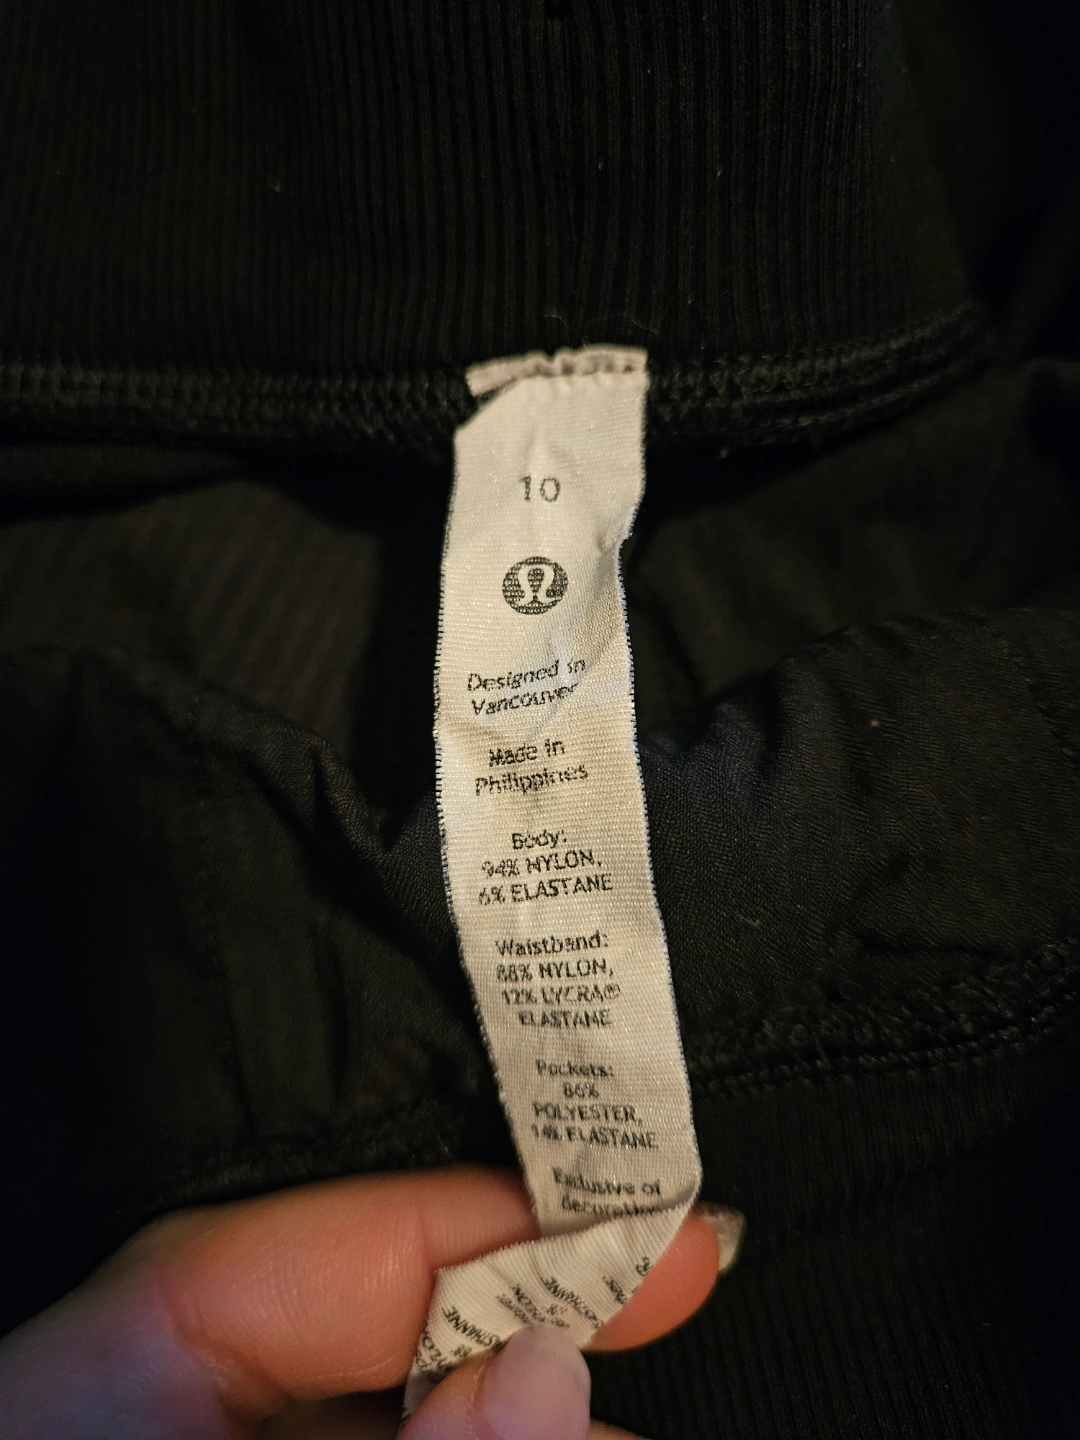 10
Designed in
Vancouver
Made in
Philippines
Body:
94% NYLON,
6% ELASTANE
Waistband:
88% NYLON,
12% LYCRA®
ELASTANE
Pockets:
86%
POLYESTER,
14% ELASTANE
Exclusive of
decoration